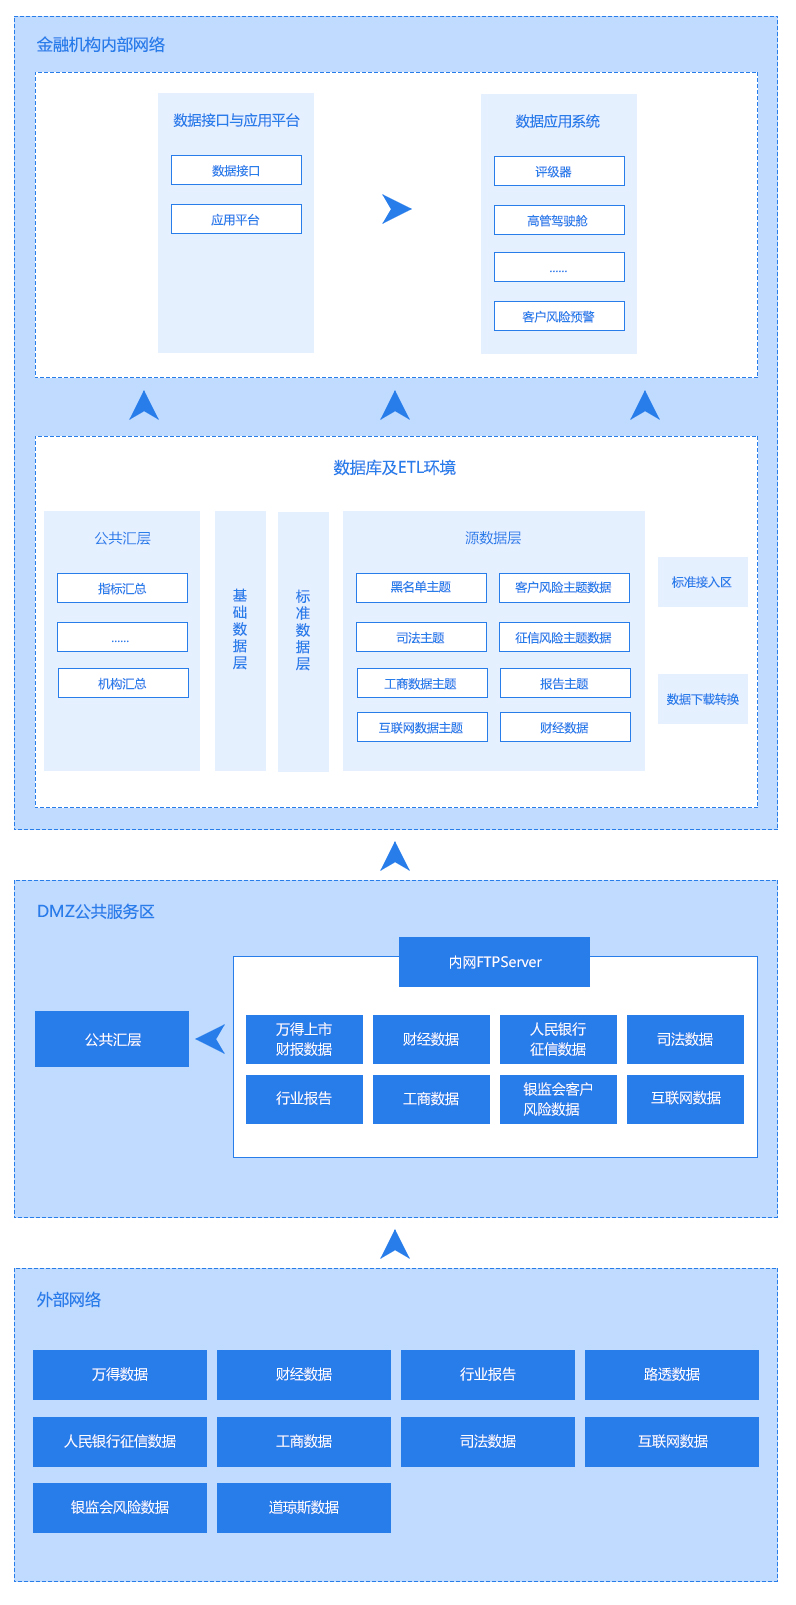 金融机构内部网络
数据接口与应用平台
数据接口
应用平台
数据应用系统
评级器
高管驾驶舱
......
客户风险预警
数据库及ETL环境
公共汇层
指标汇总
......
机构汇总
基础数据层
标准数据层
源数据层
黑名单主题
客户风险主题数据
司法主题
征信风险主题数据
工商数据主题
报告主题
互联网数据主题
财经数据
标准接入区
数据下载转换
DMZ公共服务区
内网FTPServer
公共汇层
万得上市
财报数据
财经数据
人民银行
征信数据
司法数据
行业报告
工商数据
银监会客户
风险数据
互联网数据
外部网络
万得数据
财经数据
行业报告
路透数据
人民银行征信数据
工商数据
司法数据
互联网数据
银监会风险数据
道琼斯数据